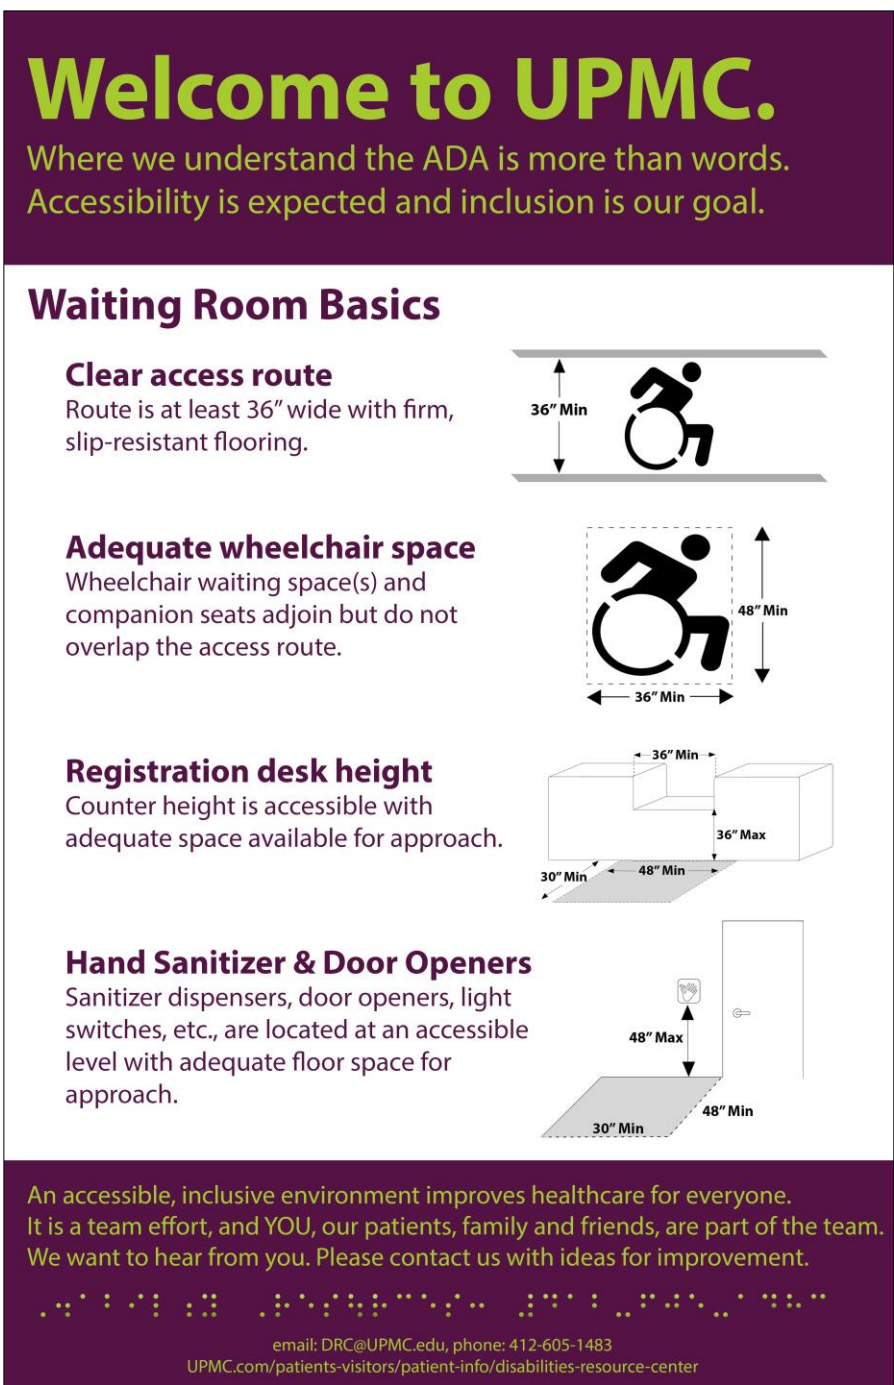 Welcome to UPMC.
Where we understand the ADA is more than words.
Accessibility is expected and inclusion is our goal.
Waiting Room Basics
Clear access route
Route is at least 36” wide with firm,
slip-resistant flooring.
36” Min
Adequate wheelchair space
Wheelchair waiting space(s) and
companion seats adjoin but do not
overlap the access route.
48” Min
36” Min
Registration desk height
Counter height is accessible with
adequate space available for approach.
36” Min
36” Max
30” Min
48” Min
Hand Sanitizer & Door Openers
Sanitizer dispensers, door openers, light
switches, etc., are located at an accessible
level with adequate floor space for
approach.
48” Max
48” Min
30” Min
An accessible, inclusive environment improves healthcare for everyone.
It is a team effort, and YOU, our patients, family and friends, are part of the team.
We want to hear from you. Please contact us with ideas for improvement.
email: DRC@UPMC.edu, phone: 412-605-1483
UPMC.com/patients-visitors/patient-info/disabilities-resource-center